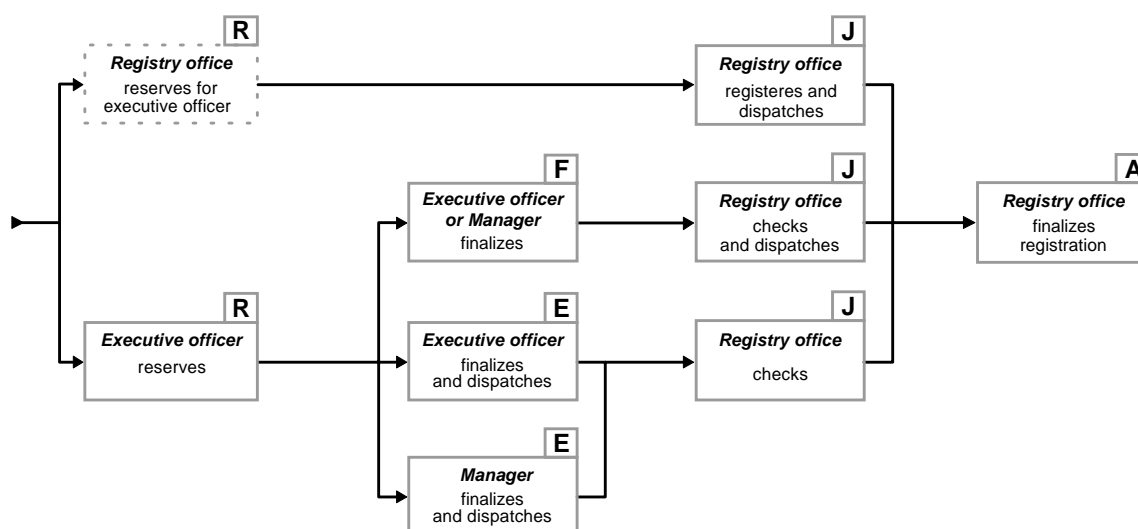 R
Registry office
reserves for
executive officer
J
Registry office
registeres and
dispatches
F
Executive officer
or Manager
finalizes
J
Registry office
checks
and dispatches
A
Registry office
finalizes
registration
R
Executive officer
reserves
E
Executive officer
finalizes
and dispatches
J
Registry office
checks
E
Manager
finalizes
and dispatches